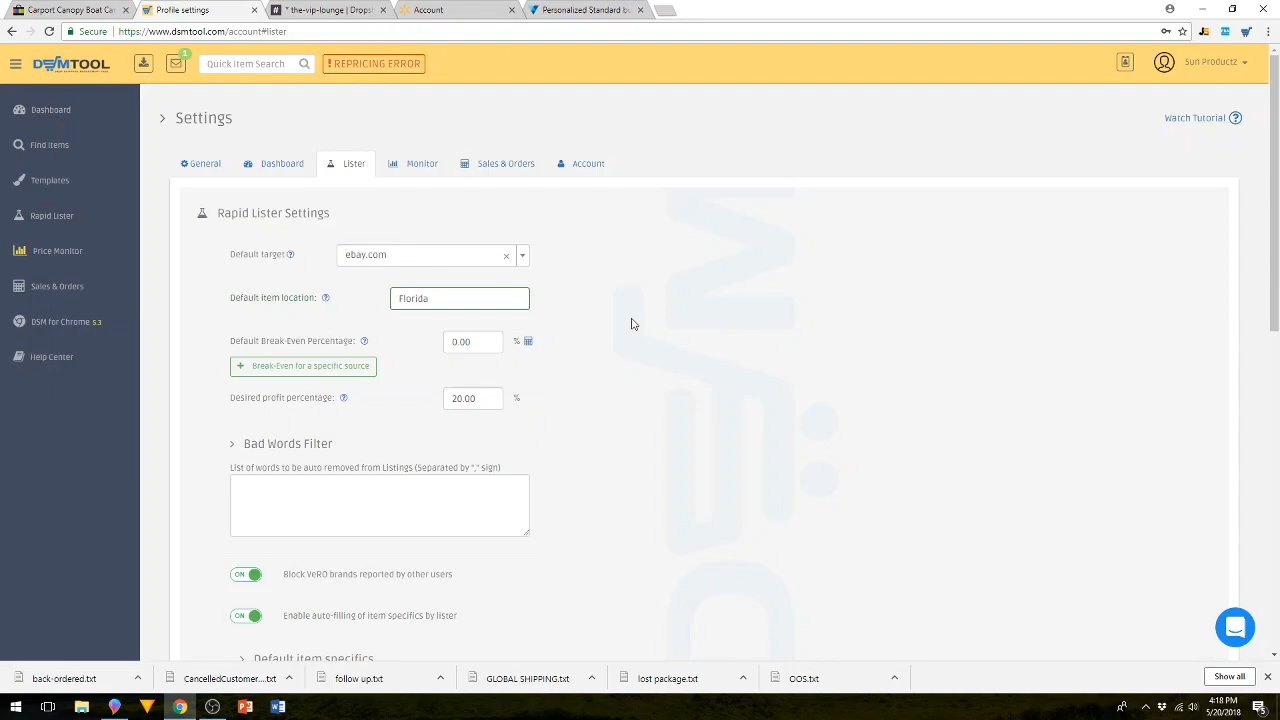 Carport Canopy Boat Ca
Profile settings
* the-vip-lounge | Drops
Account
Personalized Standard bu
Secure
https://www.dsmtool.com/account#lister
DSMTOOL
1
Quick Item Search
! REPRICING ERROR
Sun Productz
Dashboard
Find Items
Templates
Rapid Lister
Price Monitor
Sales & Orders
DSM for Chrome 5.3
Help Center
Settings
Watch Tutorial
General
Dashboard
Lister
Monitor
Sales & Orders
Account
Rapid Lister Settings
Default target
ebay.com
Default item location:
Florida
Default Break-Even Percentage:
0.00
%
+ Break-Even for a specific source
Desired profit percentage:
20.00
%
Bad Words Filter
List of words to be auto removed from Listings (Separated by "," sign)
ON
Block VeRO brands reported by other users
ON
Enable auto-filling of item specifics by lister
Default item specifics
DSM
back-ordered.txt
CancelledCustomer....txt
follow up.txt
GLOBAL SHIPPING.txt
lost package.txt
OOS.txt
Show all
4:18 PM
5/20/2018